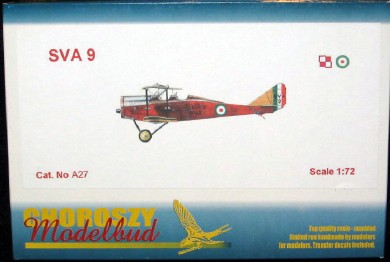 SVA 9
Cat. No A27
Scale 1:72
CHOROSZY
Modelbud
Top quality resin - moulded
limited run handmade by modelers
for modelers. Transfer decals included.